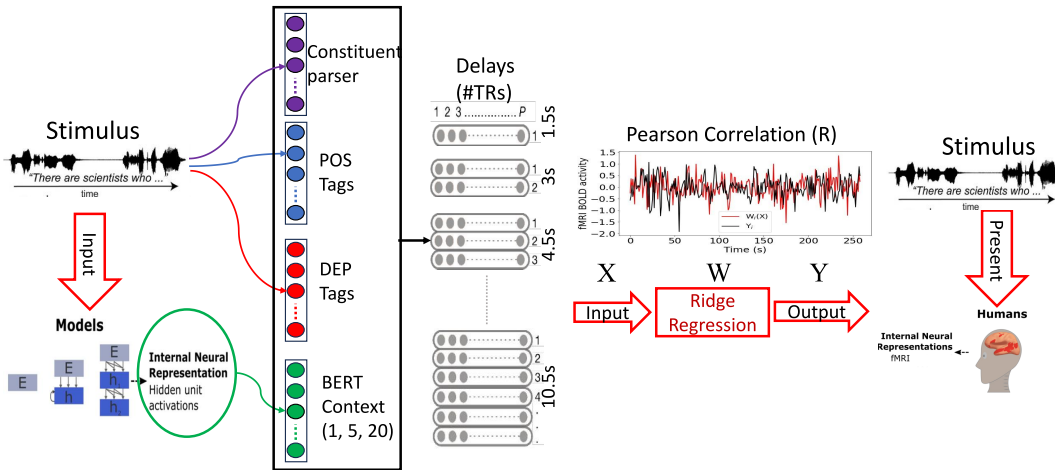 Stimulus
"There are scientists who ..."
time
Input
Models
E
E
h
E
h
h
Internal Neural
Representation
Hidden unit
activations
Constituent
parser
POS
Tags
DEP
Tags
BERT
Context
(1, 5, 20)
Delays
(#TRs)
1 2 3 ................ P
1
1.5s
1
2
3s
1
2
3
4.5s
1
2
3
4
.
.
10.5s
Pearson Correlation (R)
fMRI BOLD activity
1.5
1.0
0.5
0.0
-0.5
-1.0
-1.5
-2.0
Wᵢ(X)
Yᵢ
0 50 100 150 200 250
Time (s)
X W Y
Input
Ridge
Regression
Output
Stimulus
"There are scientists who ..."
time
Present
Humans
Internal Neural
Representations
fMRI